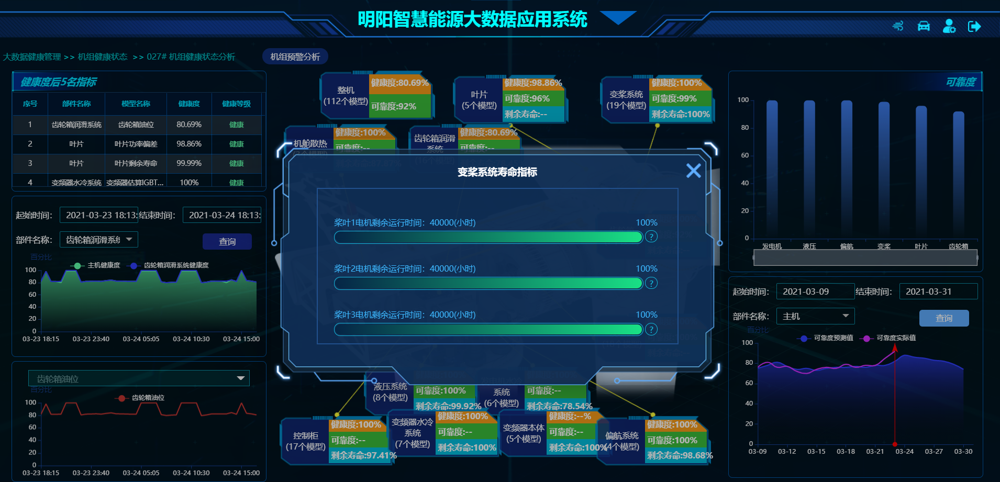 明阳智慧能源大数据应用系统
大数据健康管理 >> 机组健康状态 >> 027# 机组健康状态分析
机组预警分析
健康度后5名指标
序号 部件名称 模型名称 健康度 健康等级
1 齿轮箱润滑系统 齿轮箱油位 80.69% 健康
2 叶片 叶片功率偏差 98.86% 健康
3 叶片 叶片剩余寿命 99.99% 健康
4 变频器水冷系统 变频器估算IGBT... 100% 健康
起始时间: 2021-03-23 18:13: 结束时间: 2021-03-24 18:13:
部件名称: 齿轮箱润滑系统 查询
百分比
主机健康度 齿轮箱润滑系统健康度
100
80
60
40
20
0
03-23 18:15 03-23 23:40 03-24 05:05 03-24 10:30 03-24 15:00
齿轮箱油位
百分比
齿轮箱油位
100
80
60
40
20
0
03-23 18:15 03-23 23:40 03-24 05:05 03-24 10:30 03-24 15:00
整机
(112个模型)
健康度:80.69%
可靠度:92%
叶片
(5个模型)
健康度:98.86%
可靠度:96%
剩余寿命:--
变桨系统
(19个模型)
健康度:100%
可靠度:99%
剩余寿命:100%
机舱散热
健康度:100%
可靠度:--
剩余寿命:87.87%
齿轮箱润滑
系统
(15个模型)
健康度:80.69%
可靠度:--
变桨系统寿命指标
桨叶1电机剩余运行时间：40000(小时) 100%
?
桨叶2电机剩余运行时间：40000(小时) 100%
?
桨叶3电机剩余运行时间：40000(小时) 100%
?
液压系统
(8个模型)
可靠度:100%
剩余寿命:99.92%
系统
(6个模型)
可靠度:--
剩余寿命:78.54%
控制柜
(17个模型)
健康度:100%
可靠度:--
剩余寿命:97.41%
变频器水冷
系统
(7个模型)
健康度:100%
可靠度:--
剩余寿命:100%
变频器本体
(5个模型)
健康度:--%
可靠度:--
剩余寿命:100%
偏航系统
(4个模型)
健康度:100%
可靠度:100%
剩余寿命:98.68%
可靠度
100
80
60
40
20
0
发电机 液压 偏航 变桨 叶片 齿轮箱
起始时间: 2021-03-09 结束时间: 2021-03-31
部件名称: 主机 查询
百分比
可靠度预测值 可靠度实际值
100
80
60
40
20
0
03-09 03-12 03-15 03-18 03-21 03-24 03-27 03-30